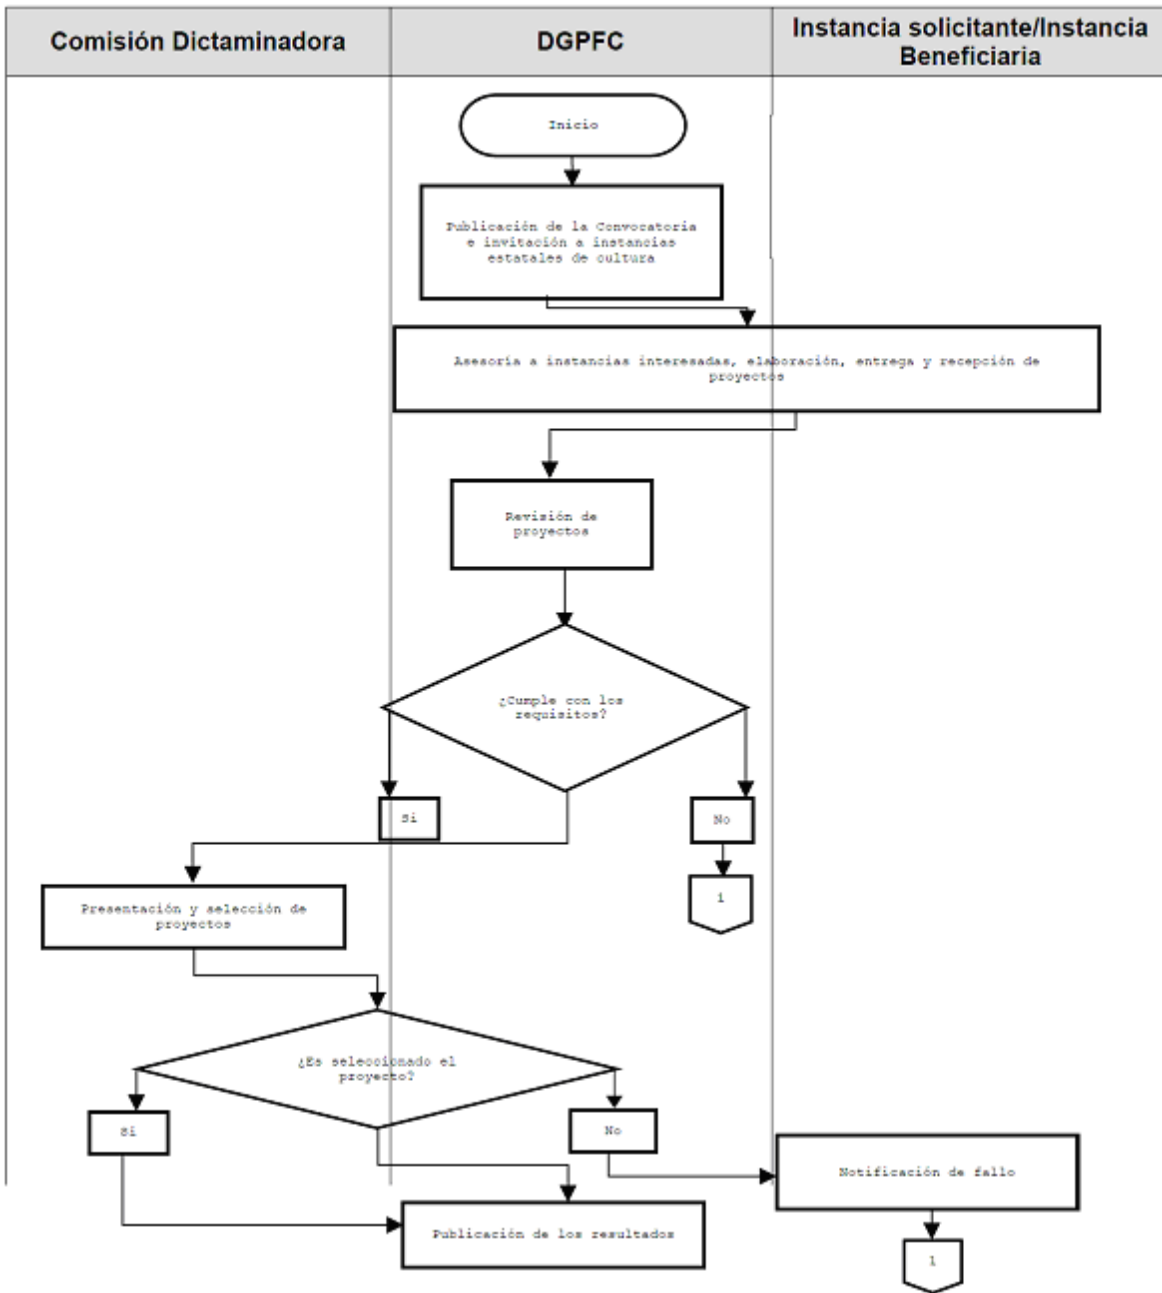 Comisión Dictaminadora
DGPFC
Instancia solicitante/Instancia
Beneficiaria
Inicio
Publicación de la Convocatoria
e invitación a instancias
estatales de cultura
Asesoría a instancias interesadas, elaboración, entrega y recepción de
proyectos
Revisión de
proyectos
¿Cumple con los
requisitos?
Si
No
1
Presentación y selección de
proyectos
¿Es seleccionado el
proyecto?
Si
No
Notificación de fallo
Publicación de los resultados
1